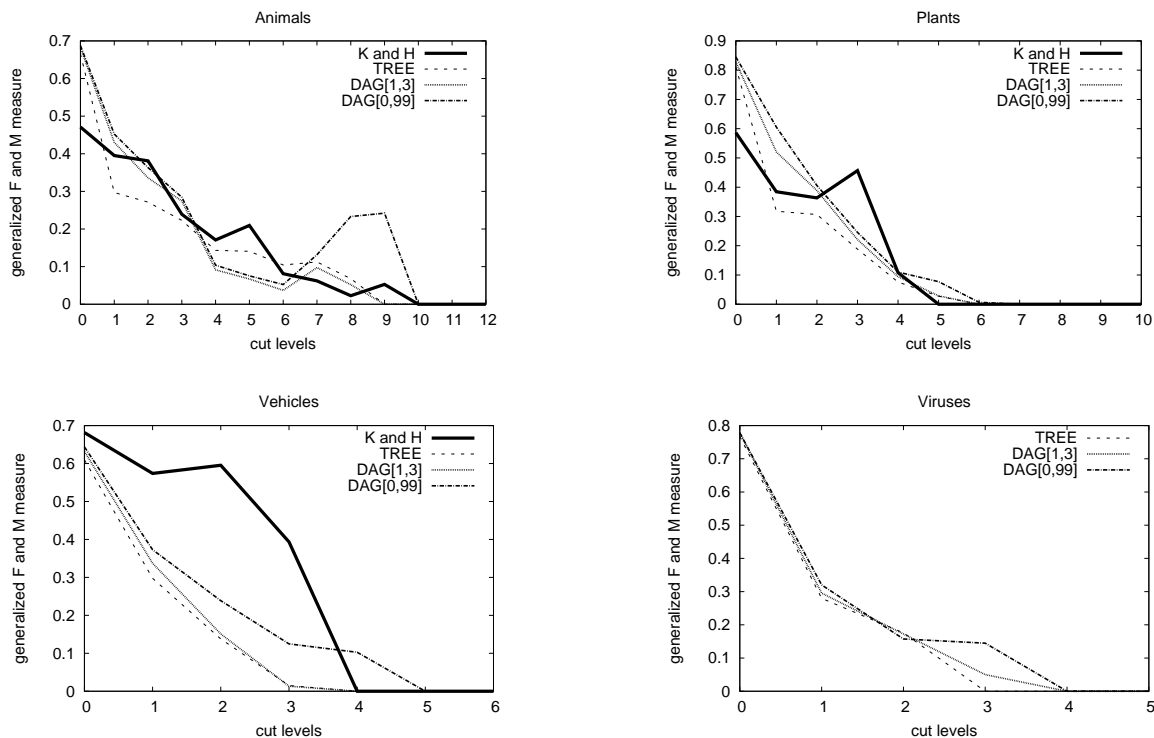 Animals
generalized F and M measure
0.7
0.6
0.5
0.4
0.3
0.2
0.1
0
K and H
TREE
DAG[1,3]
DAG[0,99]
0 1 2 3 4 5 6 7 8 9 10 11 12
cut levels
Plants
generalized F and M measure
0.9
0.8
0.7
0.6
0.5
0.4
0.3
0.2
0.1
0
K and H
TREE
DAG[1,3]
DAG[0,99]
0 1 2 3 4 5 6 7 8 9 10
cut levels
Vehicles
generalized F and M measure
0.7
0.6
0.5
0.4
0.3
0.2
0.1
0
K and H
TREE
DAG[1,3]
DAG[0,99]
0 1 2 3 4 5 6
cut levels
Viruses
generalized F and M measure
0.8
0.7
0.6
0.5
0.4
0.3
0.2
0.1
0
TREE
DAG[1,3]
DAG[0,99]
0 1 2 3 4 5
cut levels